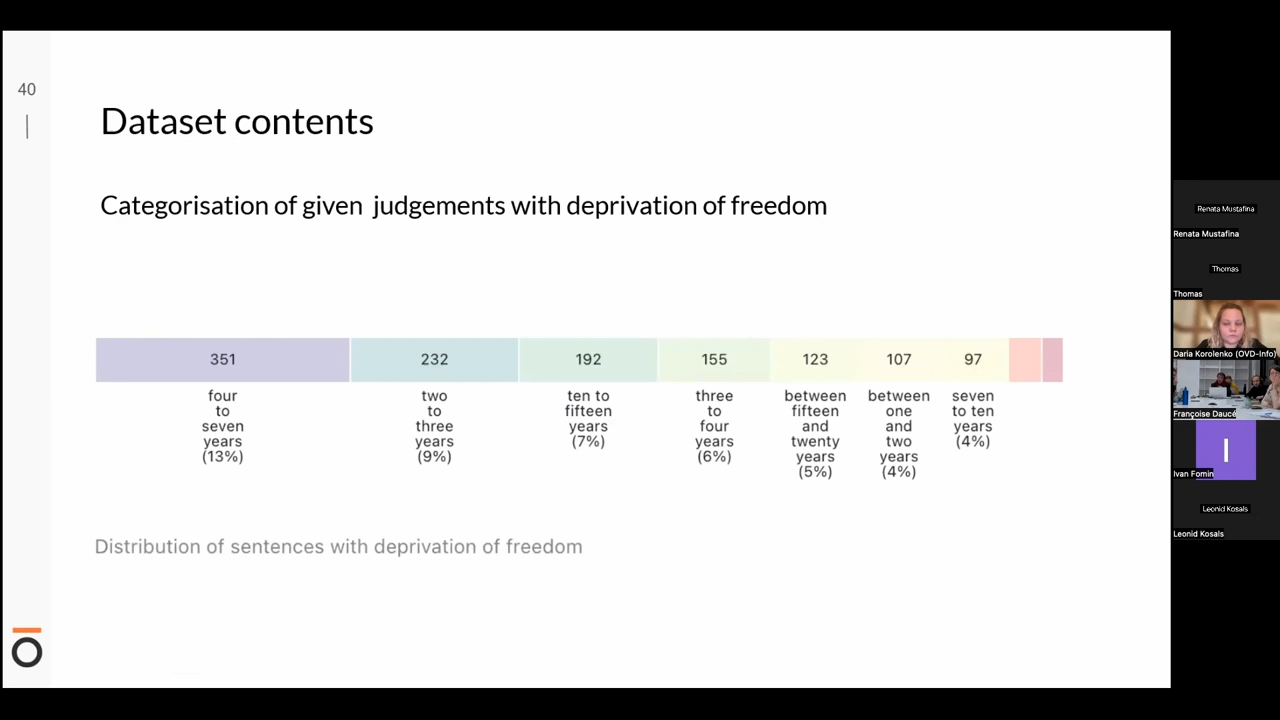 40
Dataset contents
Categorisation of given judgements with deprivation of freedom
351
232
192
155
123
107
97
four
to
seven
years
(13%)
two
to
three
years
(9%)
ten to
fifteen
years
(7%)
three
to
four
years
(6%)
between
fifteen
and
twenty
years
(5%)
between
one
and
two
years
(4%)
seven
to ten
years
(4%)
Distribution of sentences with deprivation of freedom
Renata Mustafina
Renata Mustafina
Thomas
Thomas
Daria Korolenko (OVD-Info)
Françoise Daucé
I
Ivan Fomin
Leonid Kosals
Leonid Kosals